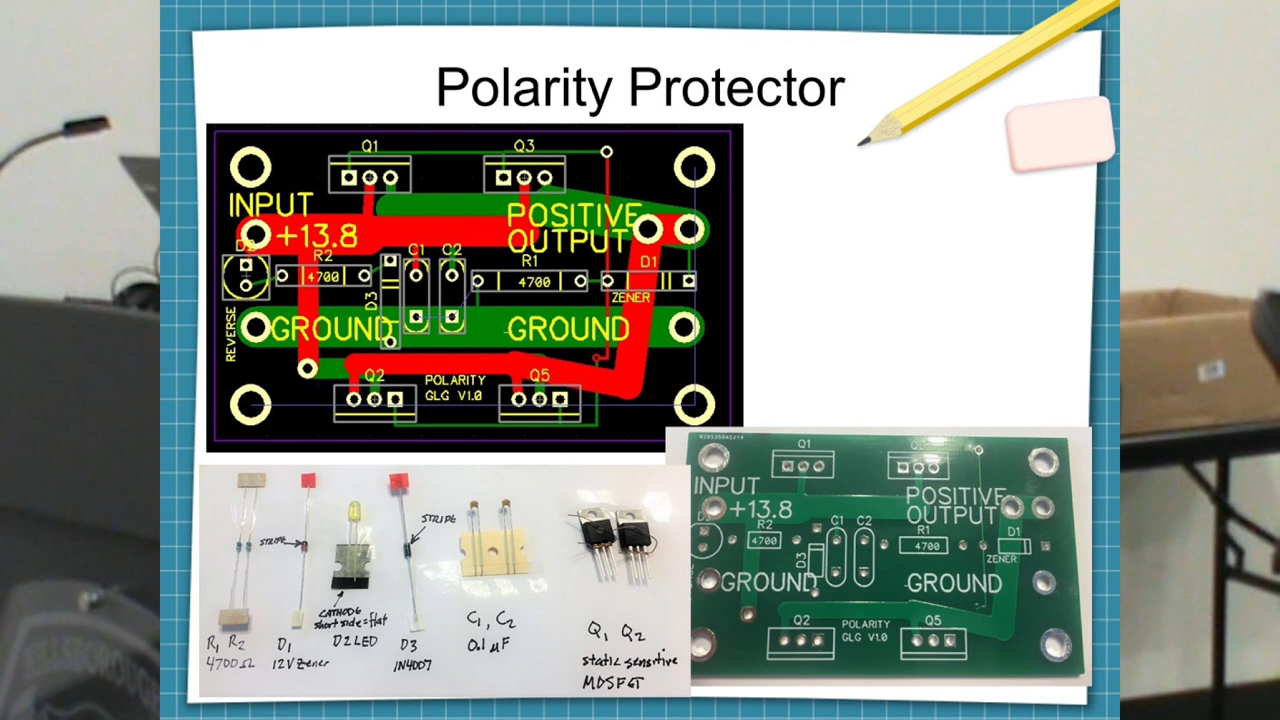 Polarity Protector
Q1
Q3
INPUT
+13.8
POSITIVE
OUTPUT
R2
4700
C1
C2
R1
4700
D1
ZENER
D3
REVERSE
GROUND
GROUND
Q2
POLARITY
GLG V1.0
Q5
STRIPE
STRIPE
CATHODE
short side = flat
R1 R2
4700Ω
D1
12V Zener
D2 LED
D3
1N4007
C1, C2
0.1 µF
Q1 Q2
static sensitive
MOSFET
Q1
INPUT
+13.8
POSITIVE
OUTPUT
R2
4700
C1
C2
R1
4700
D1
ZENER
D3
GROUND
GROUND
Q2
POLARITY
GLG V1.0
Q5